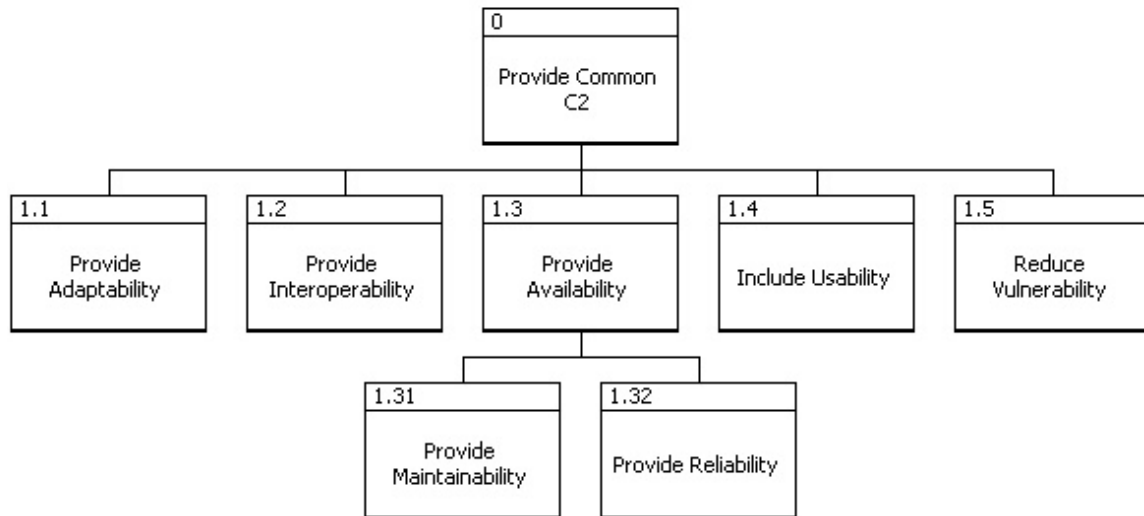 0
Provide Common
C2
1.1
Provide
Adaptability
1.2
Provide
Interoperability
1.3
Provide
Availability
1.4
Include Usability
1.5
Reduce
Vulnerability
1.31
Provide
Maintainability
1.32
Provide Reliability